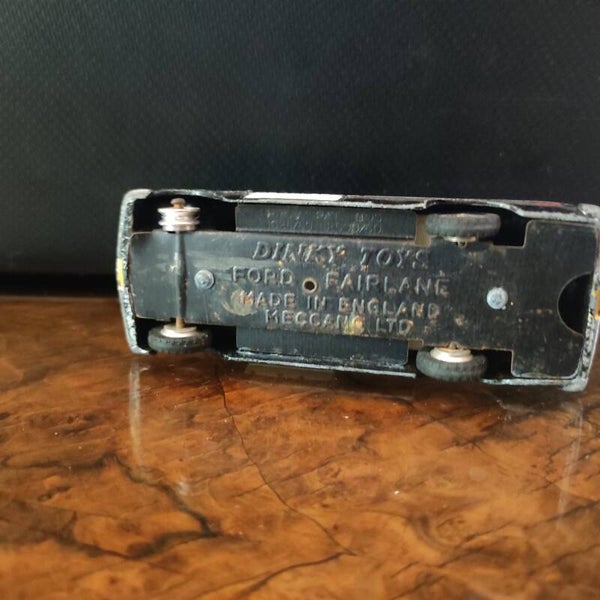 DINKY TOYS
FORD FAIRLANE
MADE IN ENGLAND
MECCANO LTD